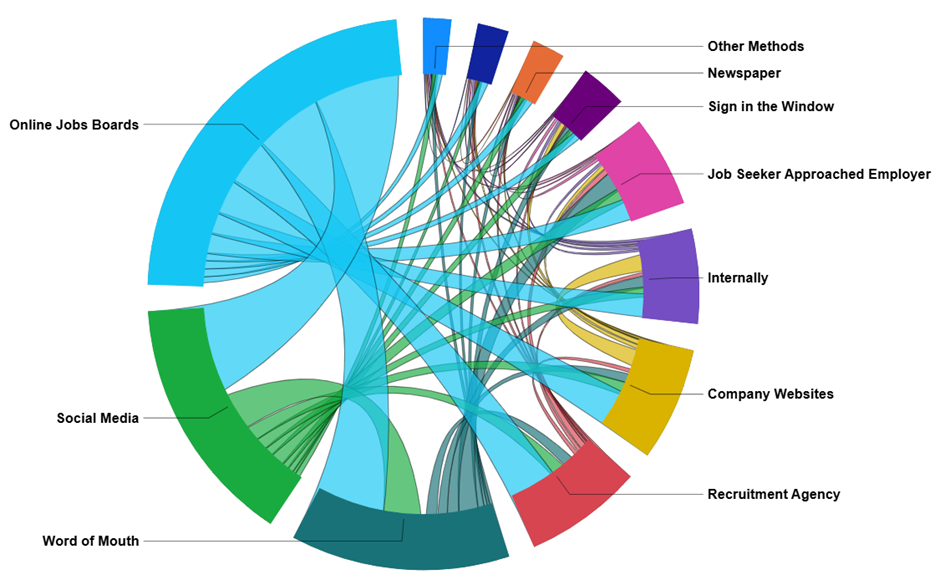 Other Methods
Newspaper
Sign in the Window
Online Jobs Boards
Job Seeker Approached Employer
Internally
Company Websites
Social Media
Recruitment Agency
Word of Mouth